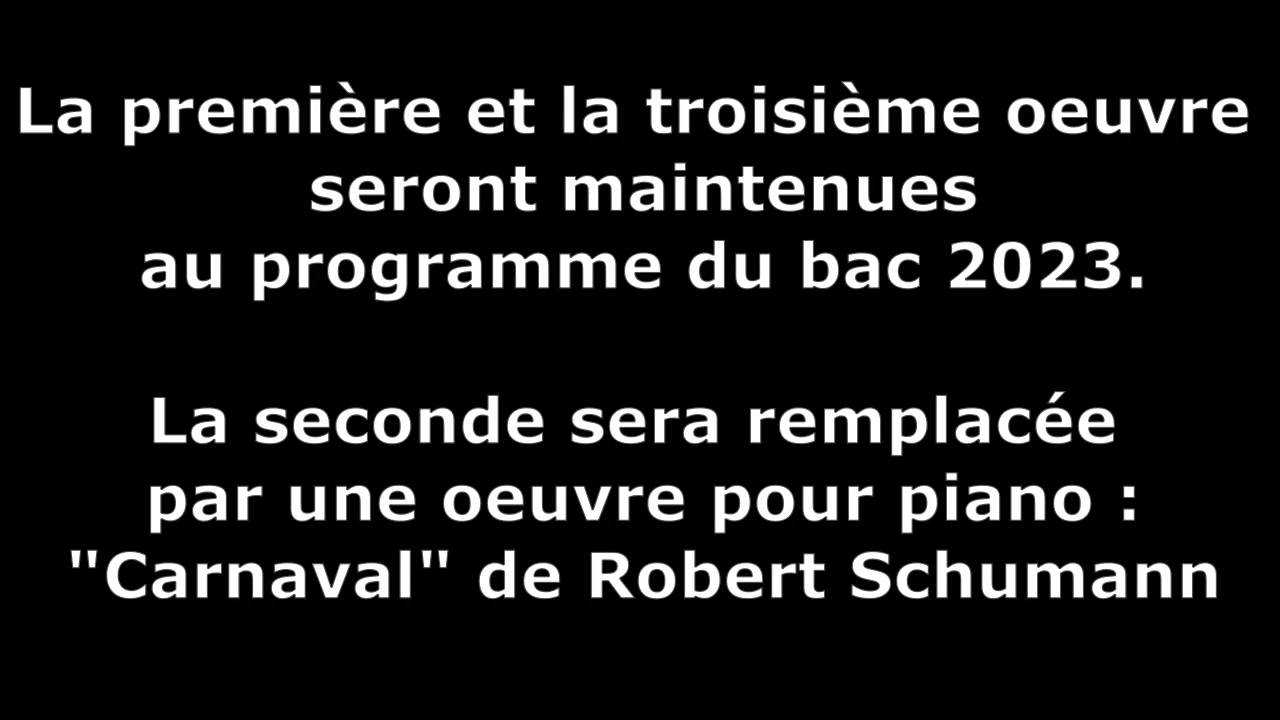 La première et la troisième oeuvre
seront maintenues
au programme du bac 2023.
La seconde sera remplacée
par une oeuvre pour piano :
"Carnaval" de Robert Schumann